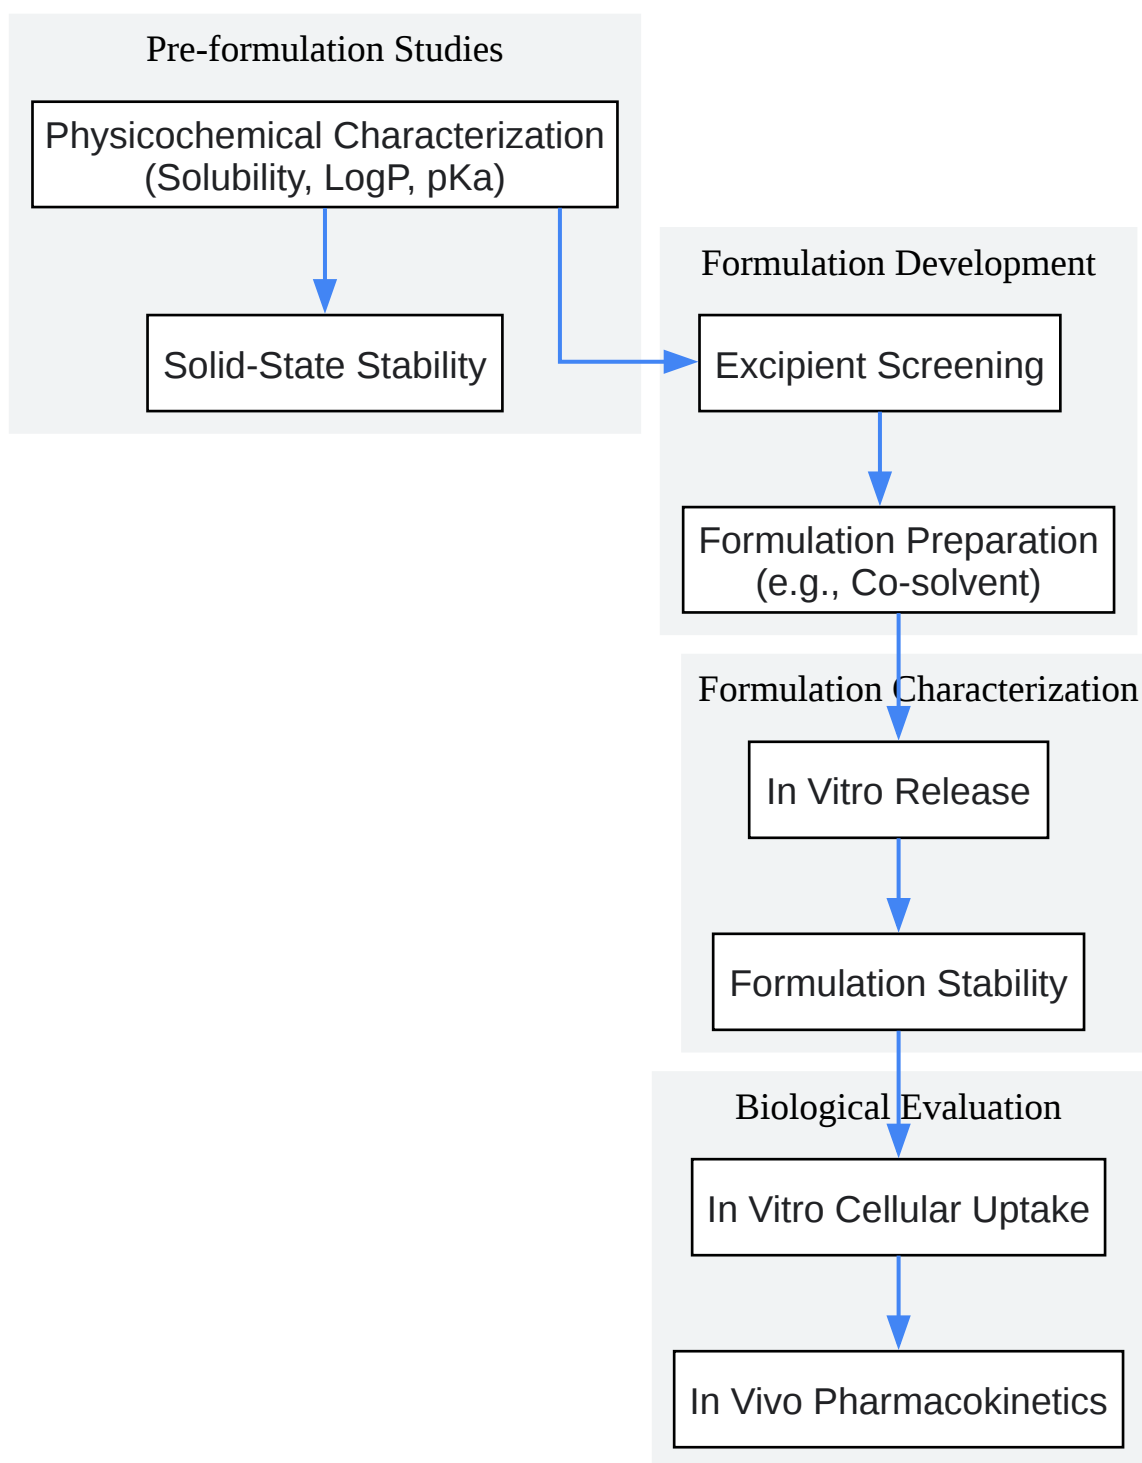 Pre-formulation Studies
Physicochemical Characterization
(Solubility, LogP, pKa)
Solid-State Stability
Formulation Development
Excipient Screening
Formulation Preparation
(e.g., Co-solvent)
Formulation Characterization
In Vitro Release
Formulation Stability
Biological Evaluation
In Vitro Cellular Uptake
In Vivo Pharmacokinetics